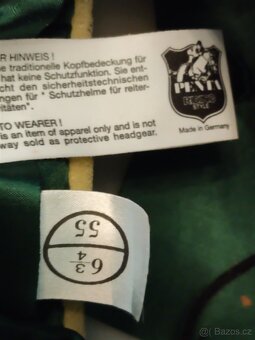 R HINWEIS !
e traditionelle Kopfbedeckung für
hat keine Schutzfunktion. Sie ent-
cht den sicherheitstechnischen
ngen für " Schutzhelme für reiter-
vitäten."
TO WEARER !
is an item of apparel only and is not
way sold as protective headgear.
PENTA
Made in Germany
6 3/4
55
Bazos.cz